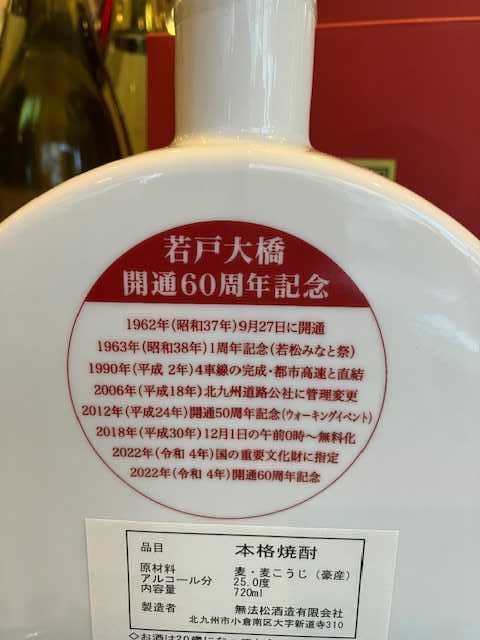 若戸大橋
開通60周年記念
1962年(昭和37年)9月27日に開通
1963年(昭和38年)1周年記念(若松みなと祭)
1990年(平成 2年)4車線の完成・都市高速と直結
2006年(平成18年)北九州道路公社に管理変更
2012年(平成24年)開通50周年記念(ウォーキングイベント)
2018年(平成30年)12月1日の午前0時〜無料化
2022年(令和 4年)国の重要文化財に指定
2022年(令和 4年)開通60周年記念
品目 本格焼酎
原材料 麦・麦こうじ（豪産）
アルコール分 25.0度
内容量 720ml
製造者 無法松酒造有限会社
北九州市小倉南区大字新道寺310
◇お酒は20歳になってから